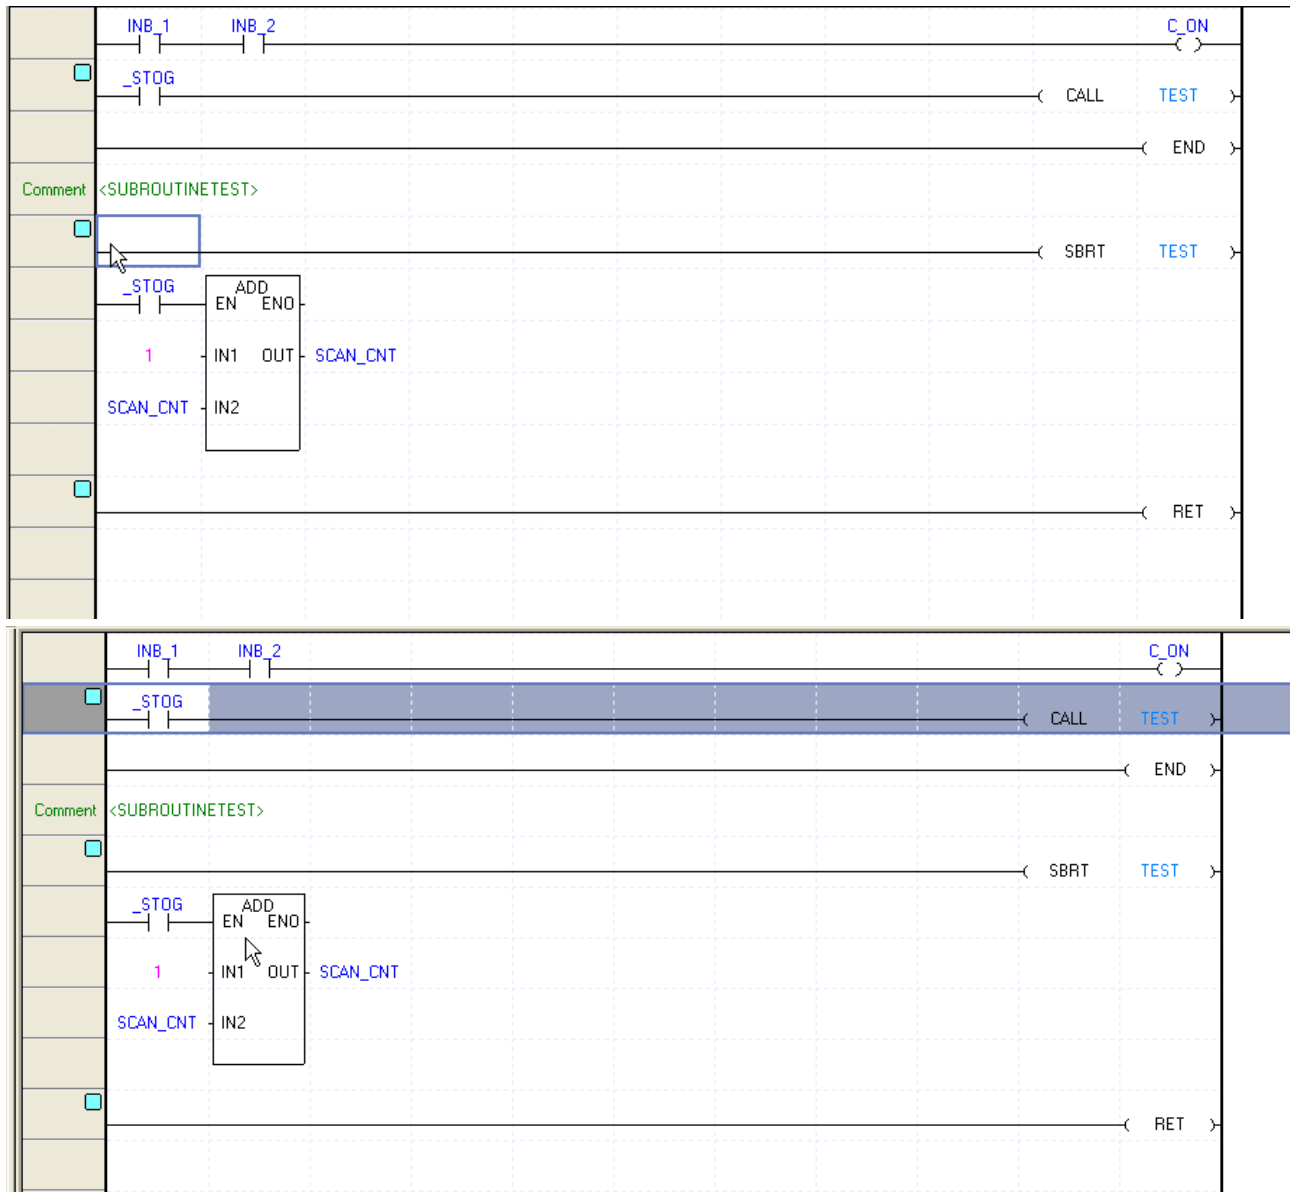 INB_1 INB_2 C_ON
_STOG
CALL TEST
END
Comment <SUBROUTINETEST>
SBRT TEST
_STOG ADD
EN ENO
1 IN1 OUT SCAN_CNT
SCAN_CNT IN2
RET
INB_1 INB_2 C_ON
_STOG
CALL TEST
END
Comment <SUBROUTINETEST>
SBRT TEST
_STOG ADD
EN ENO
1 IN1 OUT SCAN_CNT
SCAN_CNT IN2
RET